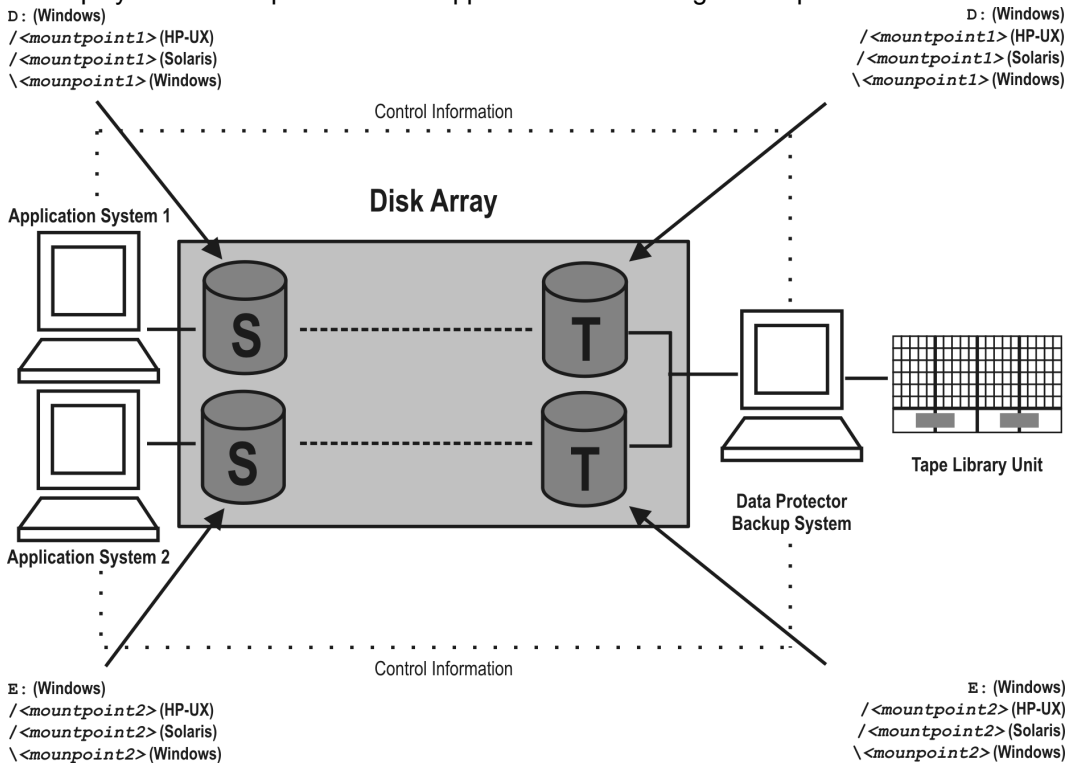 D: (Windows)
/<mountpoint1> (HP-UX)
/<mountpoint1> (Solaris)
\<mounpoint1> (Windows)
D: (Windows)
/<mountpoint1> (HP-UX)
/<mountpoint1> (Solaris)
\<mounpoint1> (Windows)
Control Information
Disk Array
Application System 1
S
T
S
T
Tape Library Unit
Data Protector
Backup System
Application System 2
Control Information
E: (Windows)
/<mountpoint2> (HP-UX)
/<mountpoint2> (Solaris)
\<mounpoint2> (Windows)
E: (Windows)
/<mountpoint2> (HP-UX)
/<mountpoint2> (Solaris)
\<mounpoint2> (Windows)